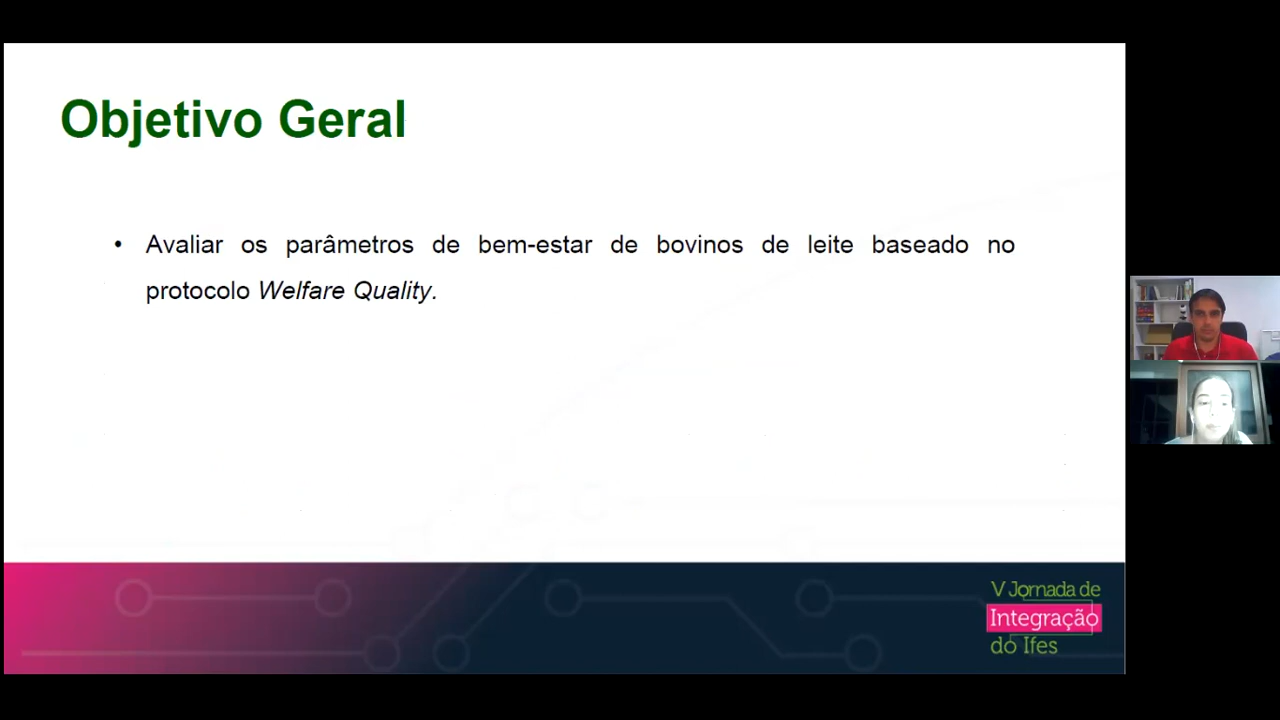 Objetivo Geral
• Avaliar os parâmetros de bem-estar de bovinos de leite baseado no
protocolo Welfare Quality.
V Jornada de
Integração
do Ifes